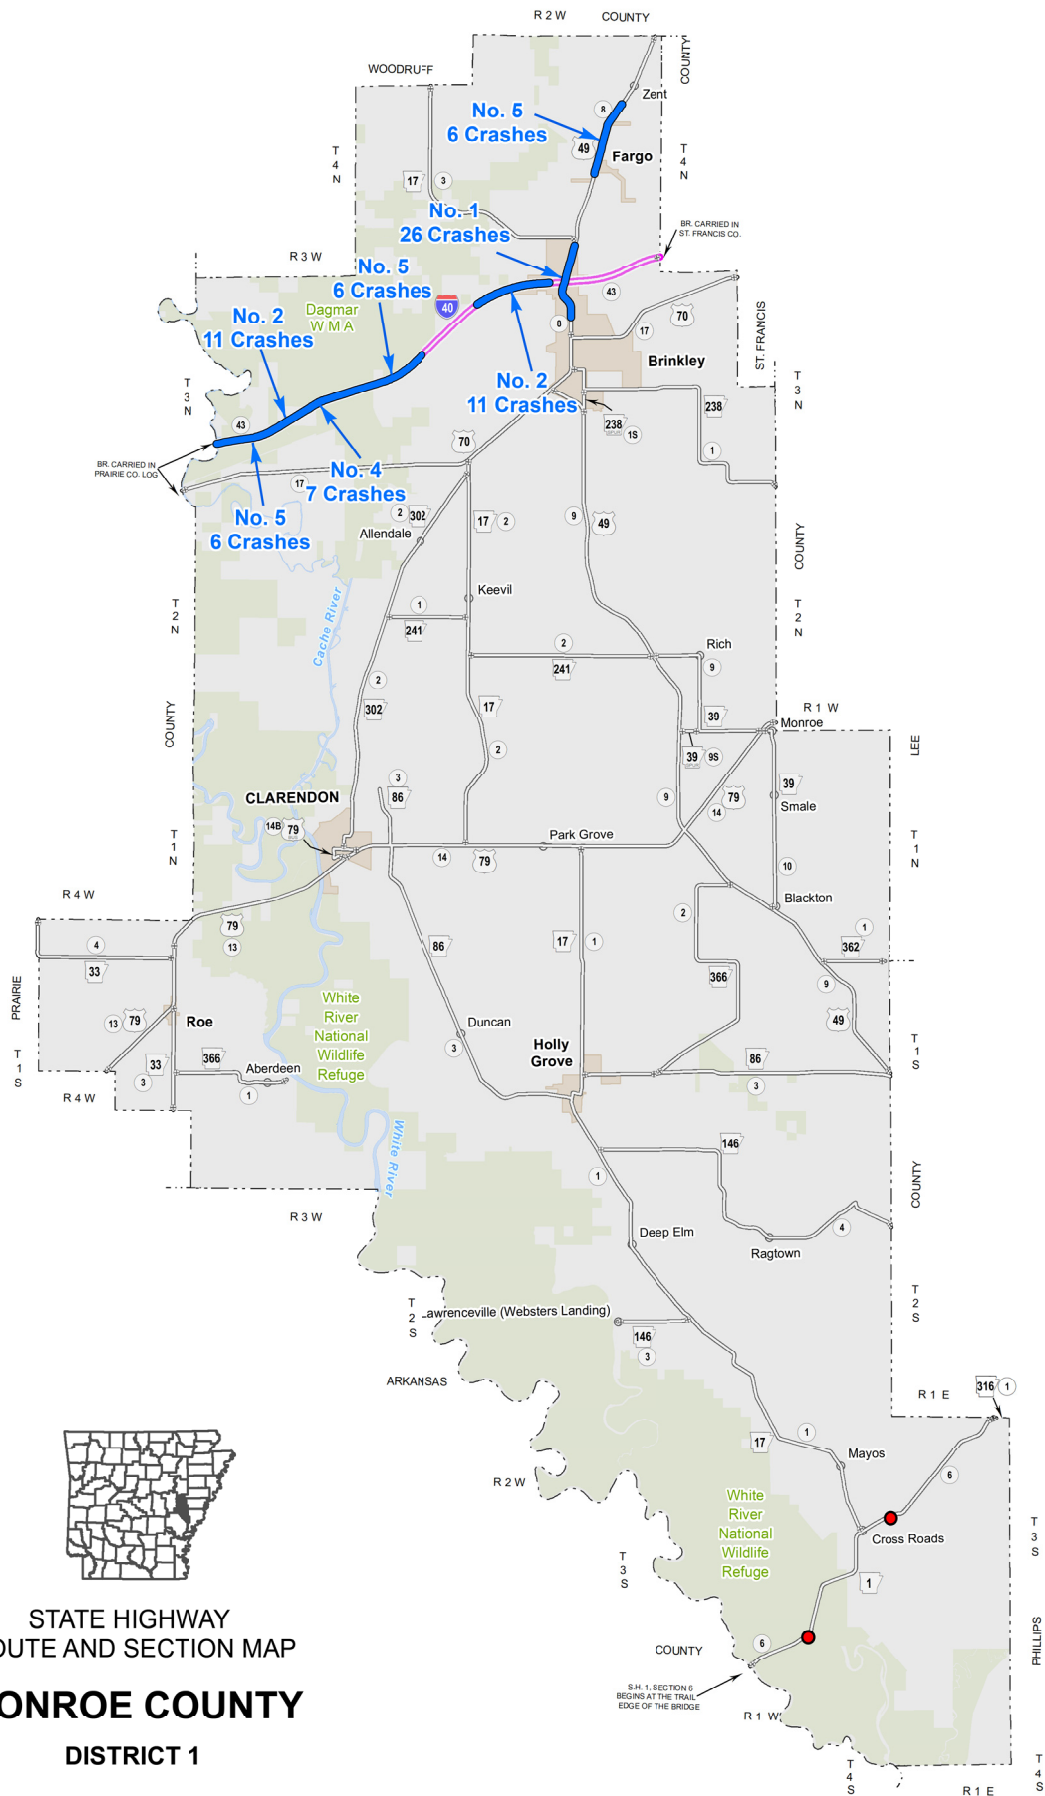 R 2 W
COUNTY
COUNTY
WOODRUFF
Zent
8
No. 5
6 Crashes
49
Fargo
T
4
N
T
4
N
17
3
No. 1
26 Crashes
BR. CARRIED IN
ST. FRANCIS CO.
R 3 W
No. 5
6 Crashes
43
40
Dagmar
W M A
No. 2
11 Crashes
0
17
70
ST. FRANCIS
Brinkley
No. 2
11 Crashes
T
3
N
T
3
N
43
238
238
1S
1
70
BR. CARRIED IN
PRAIRIE CO. LOG
17
No. 4
7 Crashes
No. 5
6 Crashes
2
302
Allendale
17
2
9
49
COUNTY
Keevil
Cache River
1
241
T
2
N
T
2
N
2
241
Rich
9
2
302
17
39
R 1 W
Monroe
COUNTY
LEE
2
39
9S
3
86
9
79
14
39
Smale
CLARENDON
14B
79
BUS
Park Grove
14
79
T
1
N
T
1
N
10
Blackton
R 4 W
2
1
362
79
13
4
33
86
17
1
366
9
PRAIRIE
White
River
National
Wildlife
Refuge
13
79
Roe
49
Duncan
3
Holly
Grove
T
1
S
T
1
S
33
3
366
Aberdeen
1
86
3
R 4 W
White River
146
1
COUNTY
R 3 W
Deep Elm
4
Ragtown
T
2
S
T
2
S
awrenceville (Websters Landing)
146
3
ARKANSAS
R 1 E
316
1
17
1
Mayos
6
R 2 W
White
River
National
Wildlife
Refuge
Cross Roads
T
3
S
T
3
S
1
6
COUNTY
PHILLIPS
S.H. 1, SECTION 6
BEGINS AT THE TRAIL
EDGE OF THE BRIDGE
R 1 W
T
4
S
T
4
S
R 1 E
STATE HIGHWAY
OUTE AND SECTION MAP
ONROE COUNTY
DISTRICT 1